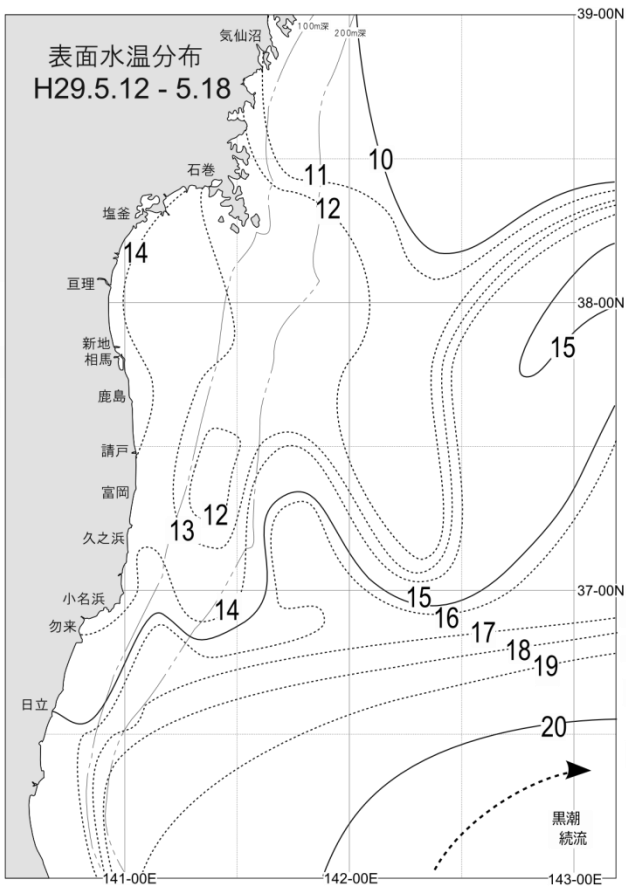 39-00N
気仙沼
100m深
200m深
表面水温分布
H29.5.12 - 5.18
10
石巻
11
12
塩釜
14
亘理
38-00N
新地
15
相馬
鹿島
請戸
富岡
12
13
久之浜
37-00N
小名浜
15
14
16
勿来
17
18
19
日立
20
黒潮
続流
141-00E
142-00E
143-00E